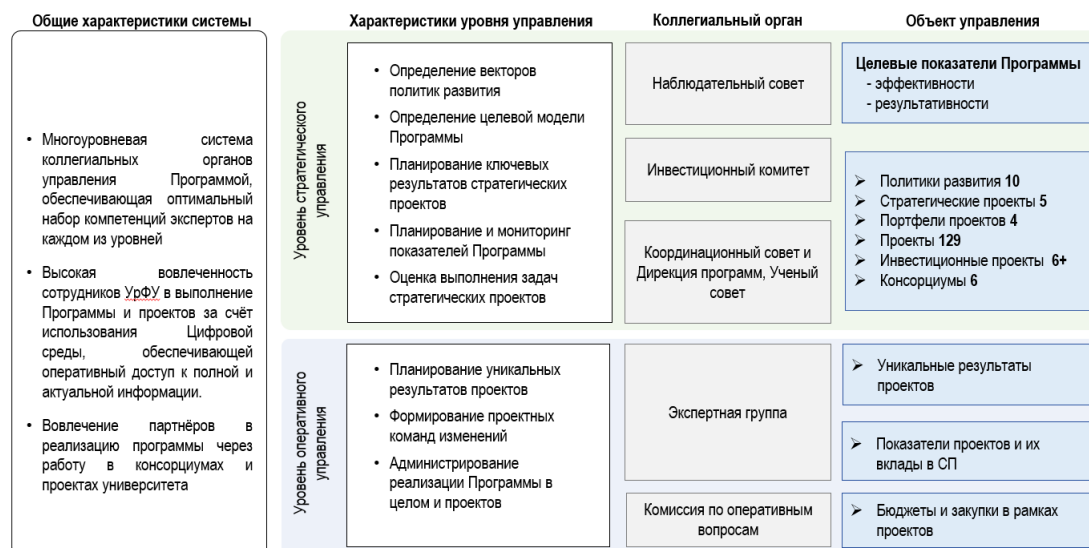 Общие характеристики системы
Многоуровневая система
коллегиальных органов
управления Программой,
обеспечивающая оптимальный
набор компетенций экспертов на
каждом из уровней
Высокая вовлеченность
сотрудников УрФУ в выполнение
Программы и проектов за счёт
использования Цифровой
среды, обеспечивающей
оперативный доступ к полной и
актуальной информации.
Вовлечение партнёров в
реализацию программы через
работу в консорциумах и
проектах университета
Характеристики уровня управления
Коллегиальный орган
Объект управления
Уровень стратегического
управления
Определение векторов
политик развития
Определение целевой модели
Программы
Планирование ключевых
результатов стратегических
проектов
Планирование и мониторинг
показателей Программы
Оценка выполнения задач
стратегических проектов
Наблюдательный совет
Инвестиционный комитет
Координационный совет и
Дирекция программ, Ученый
совет
Целевые показатели Программы
- эффективности
- результативности
Политики развития 10
Стратегические проекты 5
Портфели проектов 4
Проекты 129
Инвестиционные проекты 6+
Консорциумы 6
Уровень оперативного
управления
Планирование уникальных
результатов проектов
Формирование проектных
команд изменений
Администрирование
реализации Программы в
целом и проектов
Экспертная группа
Комиссия по оперативным
вопросам
Уникальные результаты
проектов
Показатели проектов и их
вклады в СП
Бюджеты и закупки в рамках
проектов